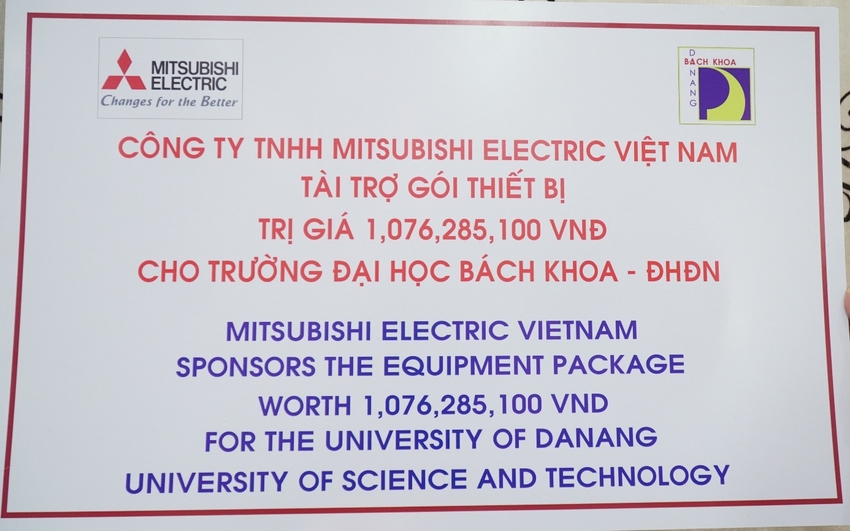 MITSUBISHI
ELECTRIC
Changes for the Better
DANANG
BÁCH KHOA
CÔNG TY TNHH MITSUBISHI ELECTRIC VIỆT NAM
TÀI TRỢ GÓI THIẾT BỊ
TRỊ GIÁ 1,076,285,100 VNĐ
CHO TRƯỜNG ĐẠI HỌC BÁCH KHOA - ĐHĐN
MITSUBISHI ELECTRIC VIETNAM
SPONSORS THE EQUIPMENT PACKAGE
WORTH 1,076,285,100 VND
FOR THE UNIVERSITY OF DANANG
UNIVERSITY OF SCIENCE AND TECHNOLOGY